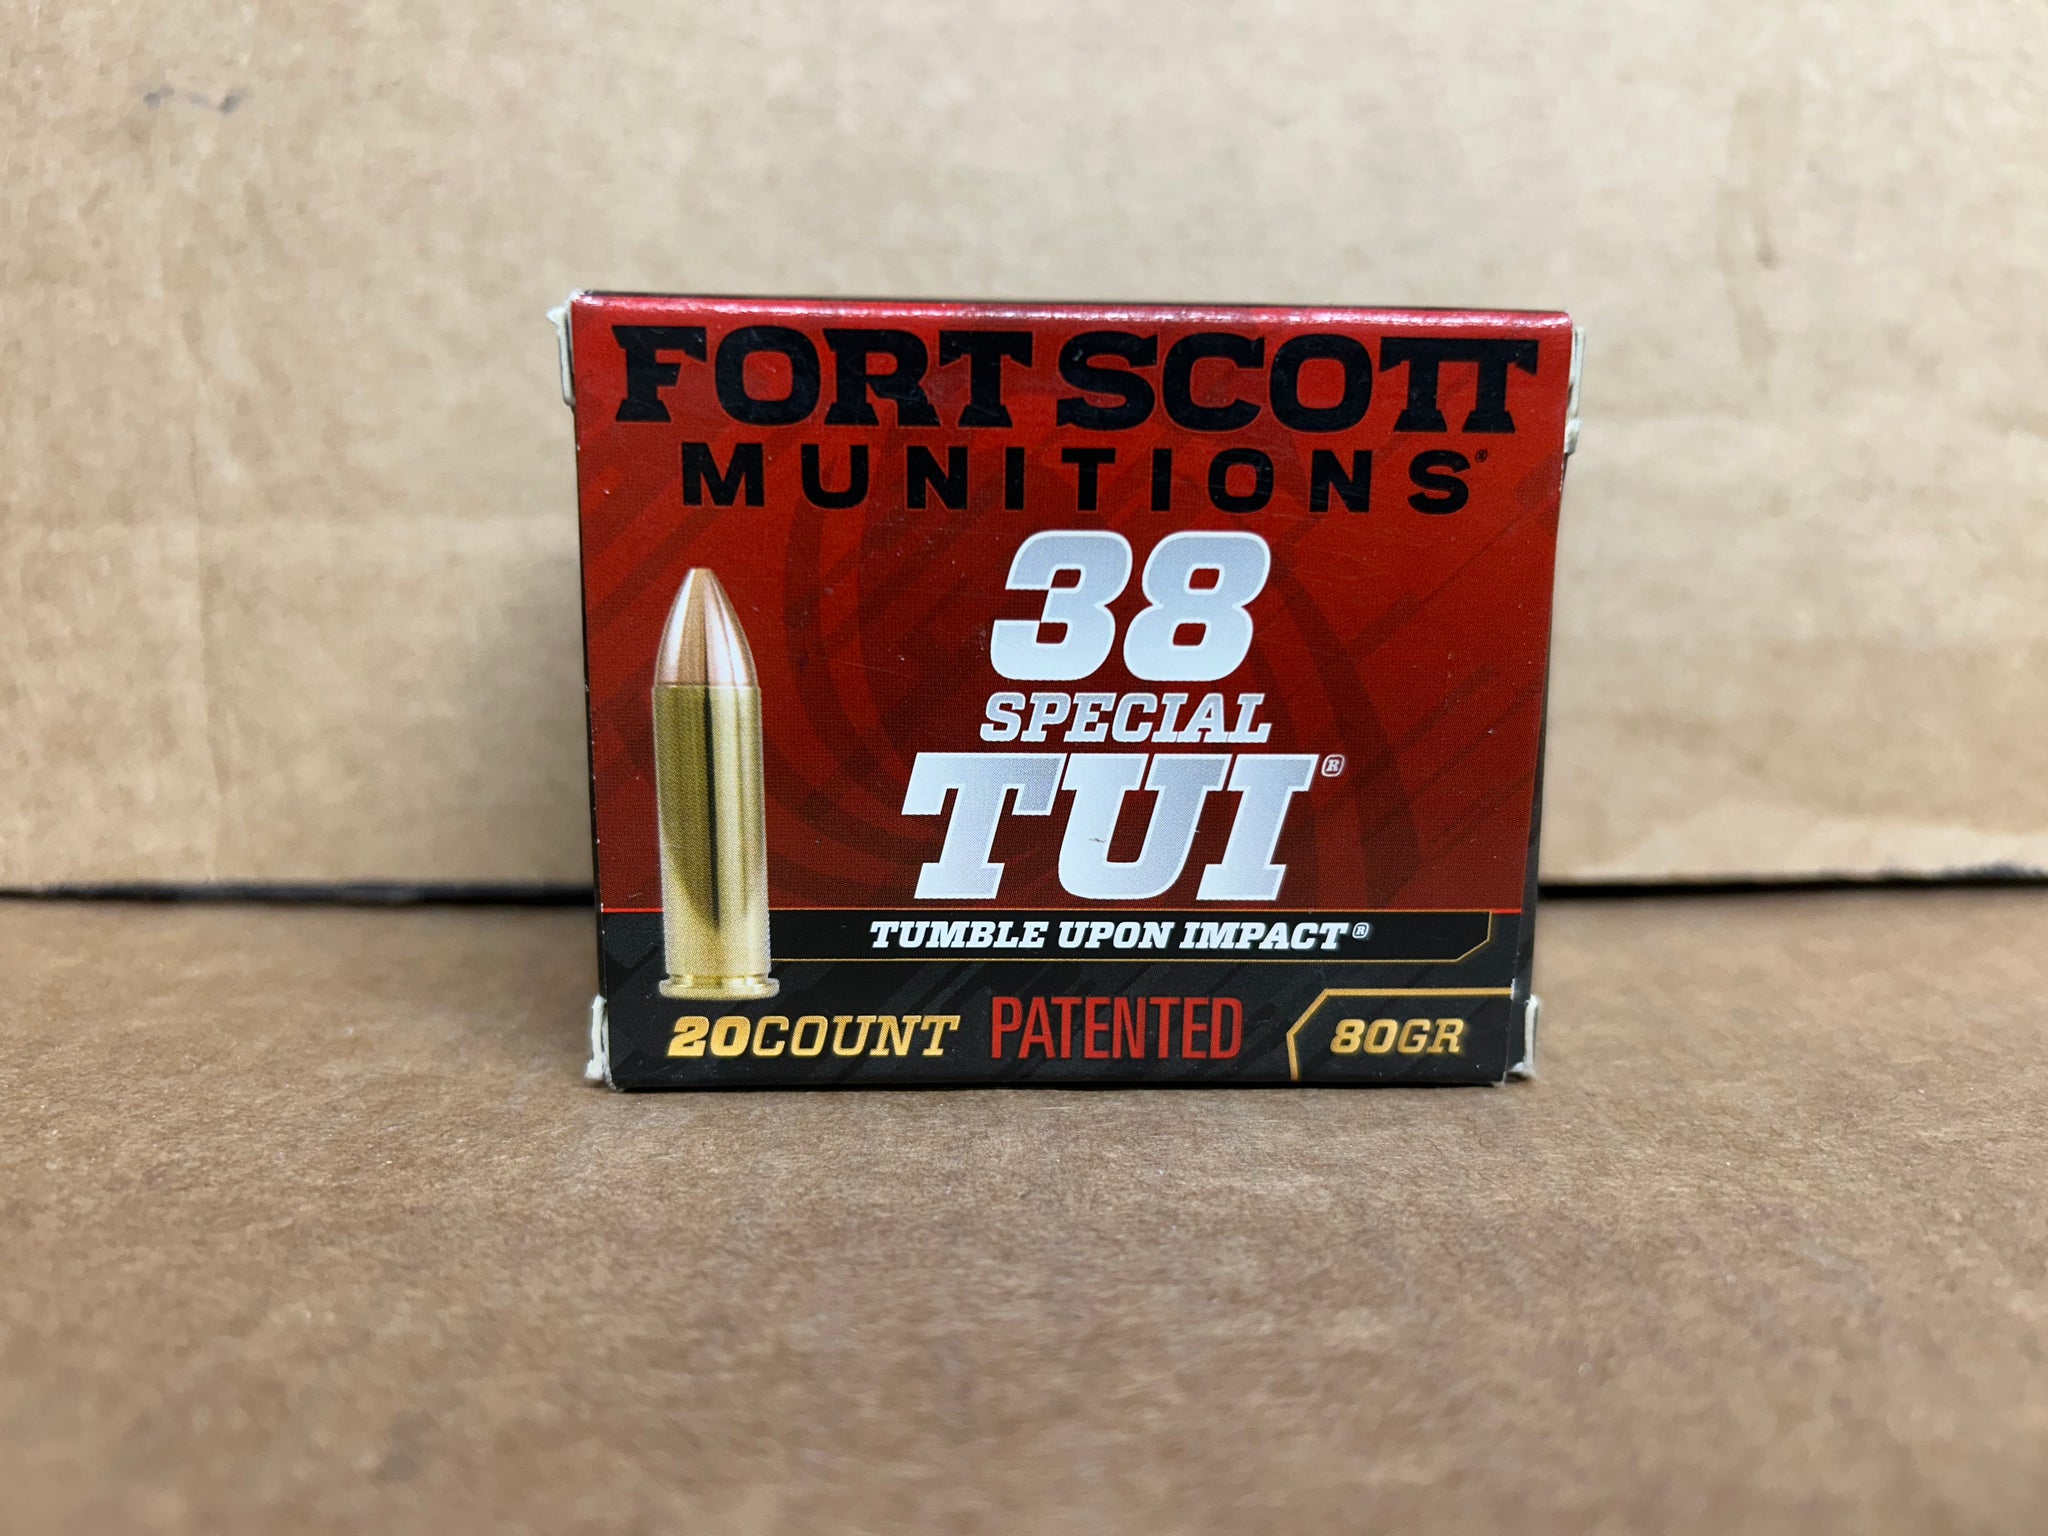 FORT SCOTT
MUNITIONS®
38
SPECIAL
TUI®
TUMBLE UPON IMPACT®
20COUNT PATENTED 80GR